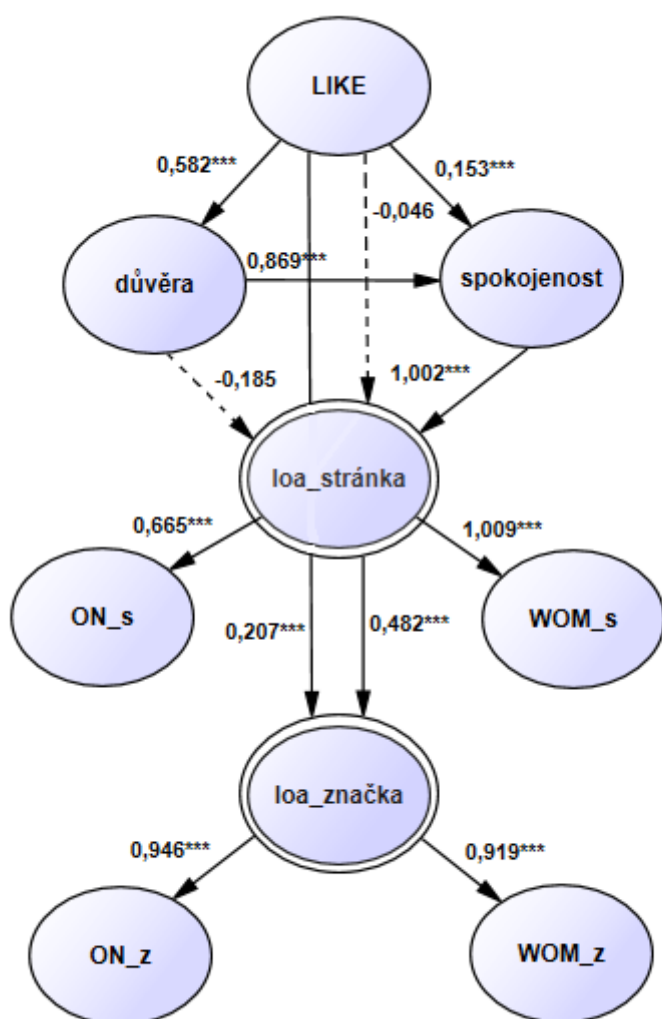 LIKE
0,582***
0,153***
-0,046
důvěra
0,869***
spokojenost
-0,185
1,002***
loa_stránka
0,665***
1,009***
ON_s
WOM_s
0,207***
0,482***
loa_značka
0,946***
0,919***
ON_z
WOM_z